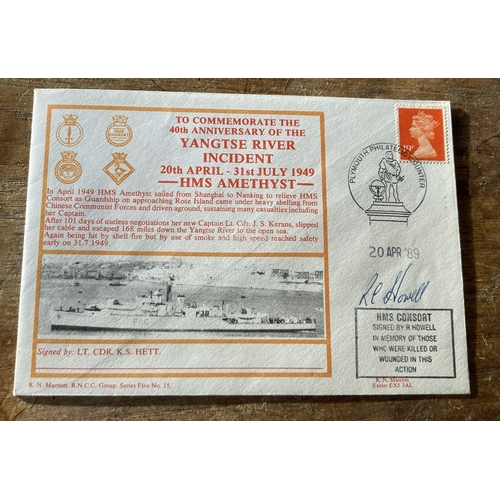 TO COMMEMORATE THE
40th ANNIVERSARY OF THE
YANGTSE RIVER
INCIDENT
20th APRIL - 31st JULY 1949
—HMS AMETHYST—
In April 1949 HMS Amethyst sailed from Shanghai to Nanking to relieve HMS
Consort as Guardship on approaching Rose Island came under heavy shelling from
Chinese Communist Forces and driven aground, sustaining many casualties including
her Captain.
After 101 days of useless negoterations her new Captain Lt. Cdr. J. S. Kerans, slipped
her cable and escaped 168 miles down the Yangtse River to the open sea.
Again being hit by shell-fire but by use of smoke and high speed reached safety
early on 31.7.1949.
Signed by: LT. CDR. K.S. HETT.
R. N. Marriott. R.N.C.C. Group. Series Five No. 15.
CONSORT
PLYMOUTH PHILATELIC COUNTER
20 APR '89
R C Howell
HMS CONSORT
SIGNED BY R HOWELL
IN MEMORY OF THOSE
WHO WERE KILLED OR
WOUNDED IN THIS
ACTION
R. N. Marriott
Exeter EX5 3AL